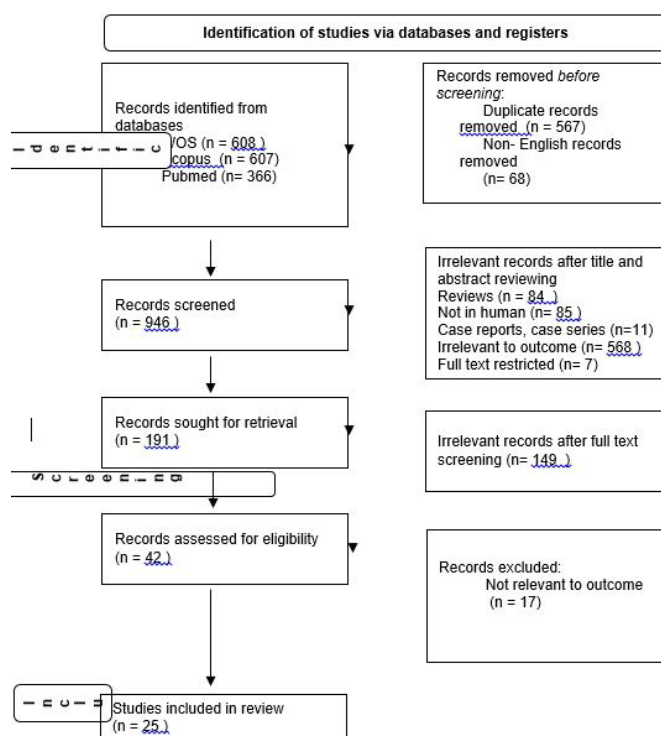 Identification of studies via databases and registers
Records identified from
databases
/OS (n = 608 )
copus (n = 607)
Pubmed (n= 366)
Records removed before
screening:
Duplicate records
removed (n = 567)
Non- English records
removed
(n= 68)
Identific
Records screened
(n = 946 )
Irrelevant records after title and
abstract reviewing
Reviews (n = 84 )
Not in human (n= 85 )
Case reports, case series (n=11)
Irrelevant to outcome (n= 568 )
Full text restricted (n= 7)
Records sought for retrieval
(n = 191 )
Irrelevant records after full text
screening (n= 149 )
Screening
Records assessed for eligibility
(n = 42 )
Records excluded:
Not relevant to outcome
(n = 17)
Inclu
Studies included in review
(n = 25 )